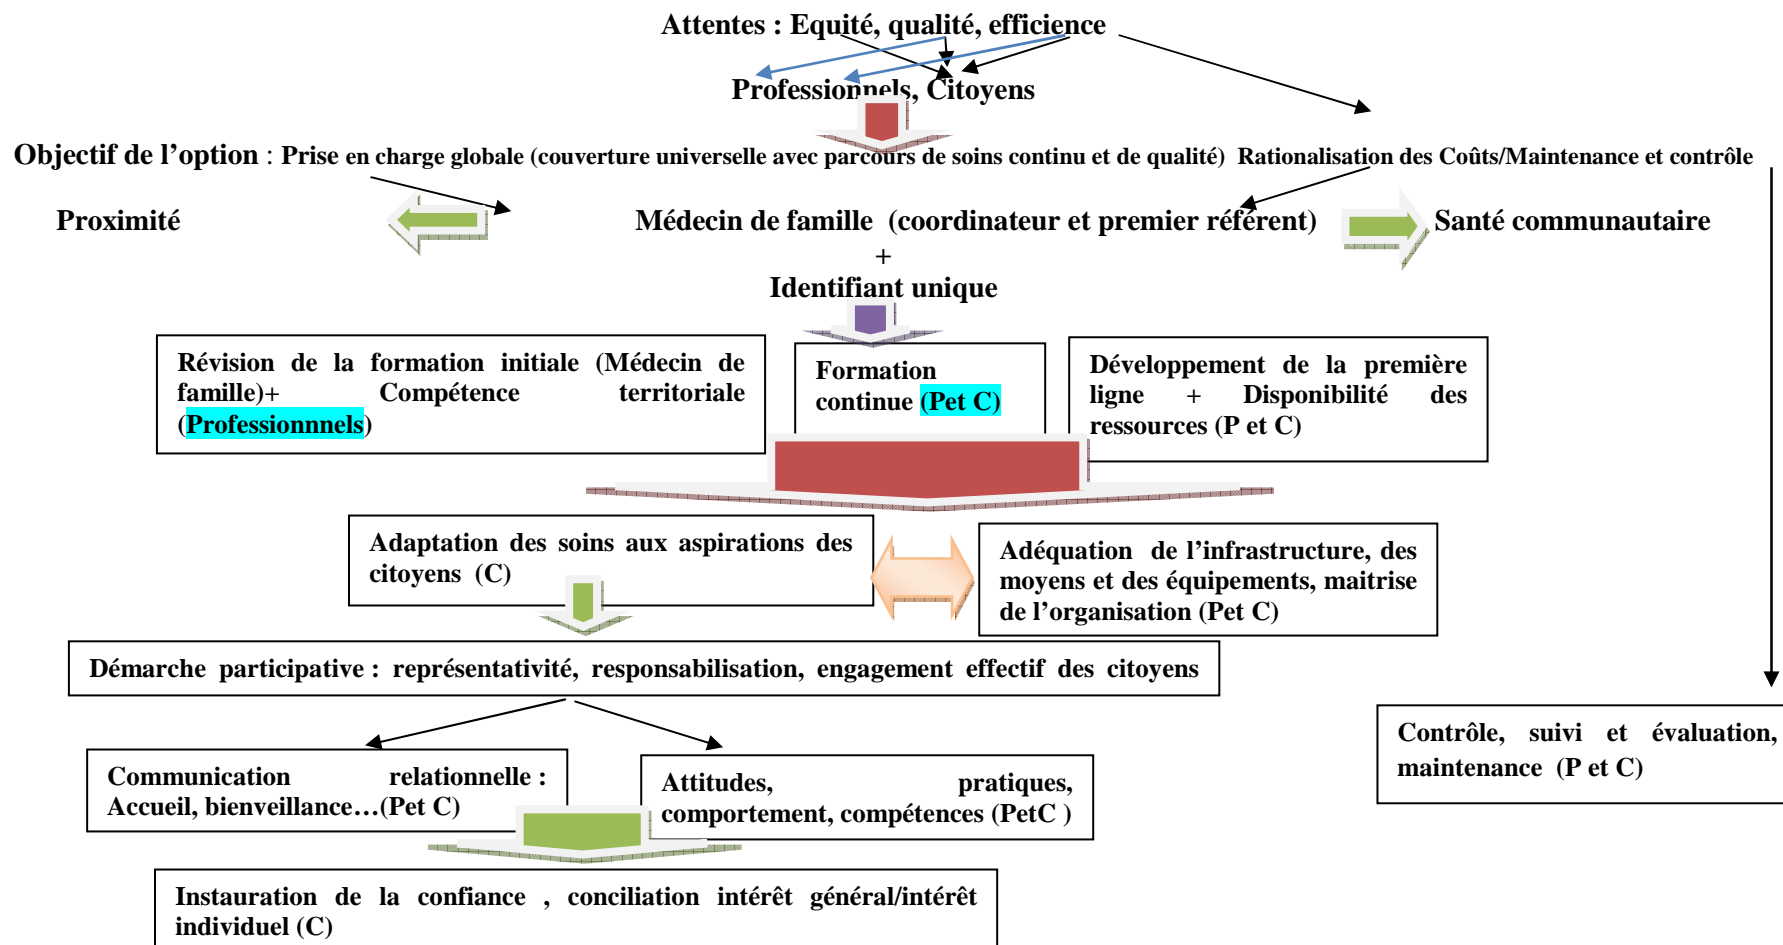 Attentes : Equité, qualité, efficience
Professionnels, Citoyens
Objectif de l’option : Prise en charge globale (couverture universelle avec parcours de soins continu et de qualité) Rationalisation des Coûts/Maintenance et contrôle
Proximité
Médecin de famille (coordinateur et premier référent)
Santé communautaire
+
Identifiant unique
Révision de la formation initiale (Médecin de
famille)+ Compétence territoriale
(Professionnnels)
Formation
continue (Pet C)
Développement de la première
ligne + Disponibilité des
ressources (P et C)
Adaptation des soins aux aspirations des
citoyens (C)
Adéquation de l’infrastructure, des
moyens et des équipements, maitrise
de l’organisation (Pet C)
Démarche participative : représentativité, responsabilisation, engagement effectif des citoyens
Contrôle, suivi et évaluation,
maintenance (P et C)
Communication relationnelle :
Accueil, bienveillance…(Pet C)
Attitudes, pratiques,
comportement, compétences (PetC )
Instauration de la confiance , conciliation intérêt général/intérêt
individuel (C)